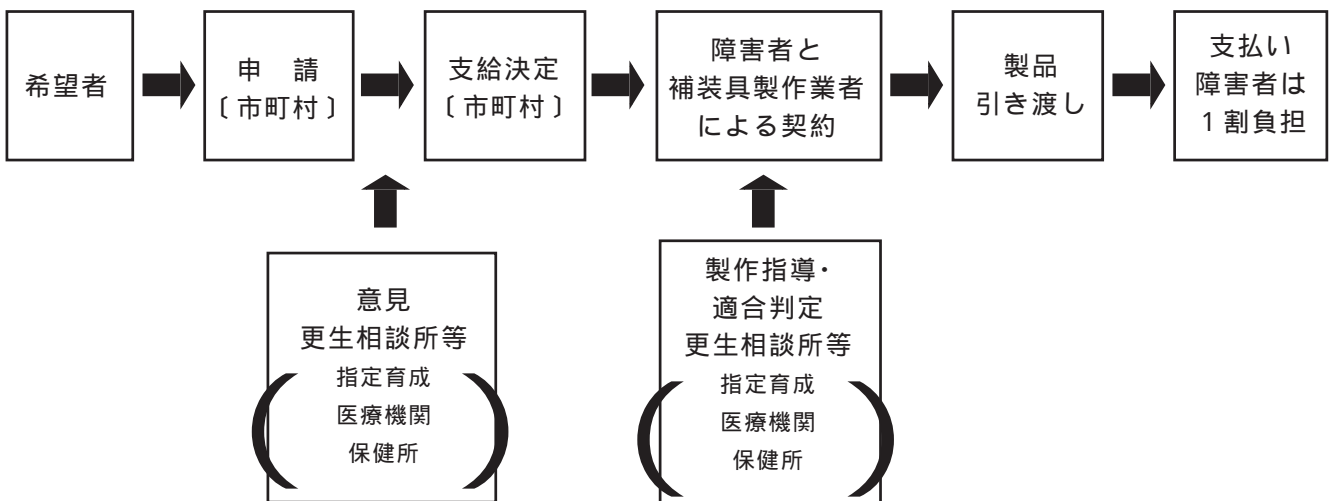 希望者
申　請
〔市町村〕
支給決定
〔市町村〕
障害者と
補装具製作業者
による契約
製品
引き渡し
支払い
障害者は
１割負担
意見
更生相談所等
指定育成
医療機関
保健所
製作指導・
適合判定
更生相談所等
指定育成
医療機関
保健所